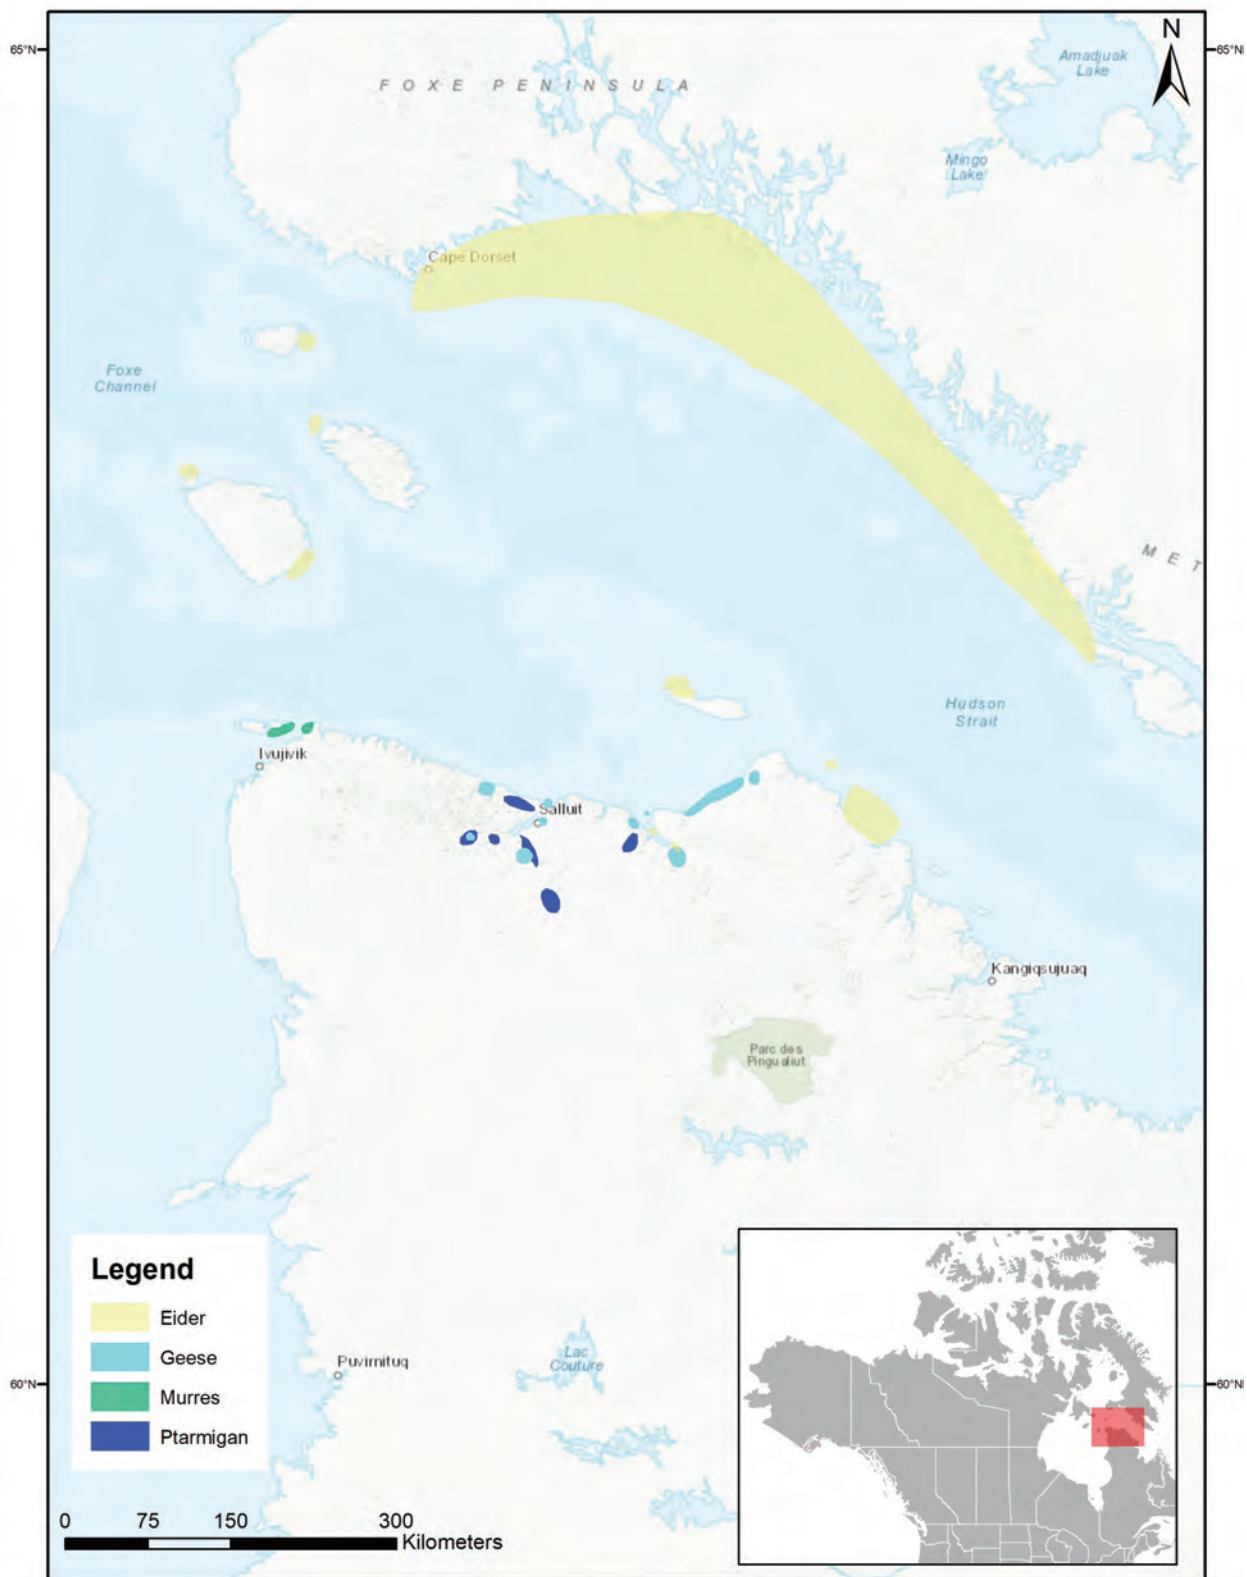 N
65°N
65°N
FOXE PENINSULA
Amadjuak
Lake
Mingo
Lake
Cape Dorset
Foxe
Channel
MET
Hudson
Strait
Ivujivik
Salluit
Kangiqsujuaq
Parc des
Pingualiut
Legend
Eider
Geese
Murres
Ptarmigan
Puvirnituq
Lac
Couture
60°N
60°N
0 75 150 300
Kilometers